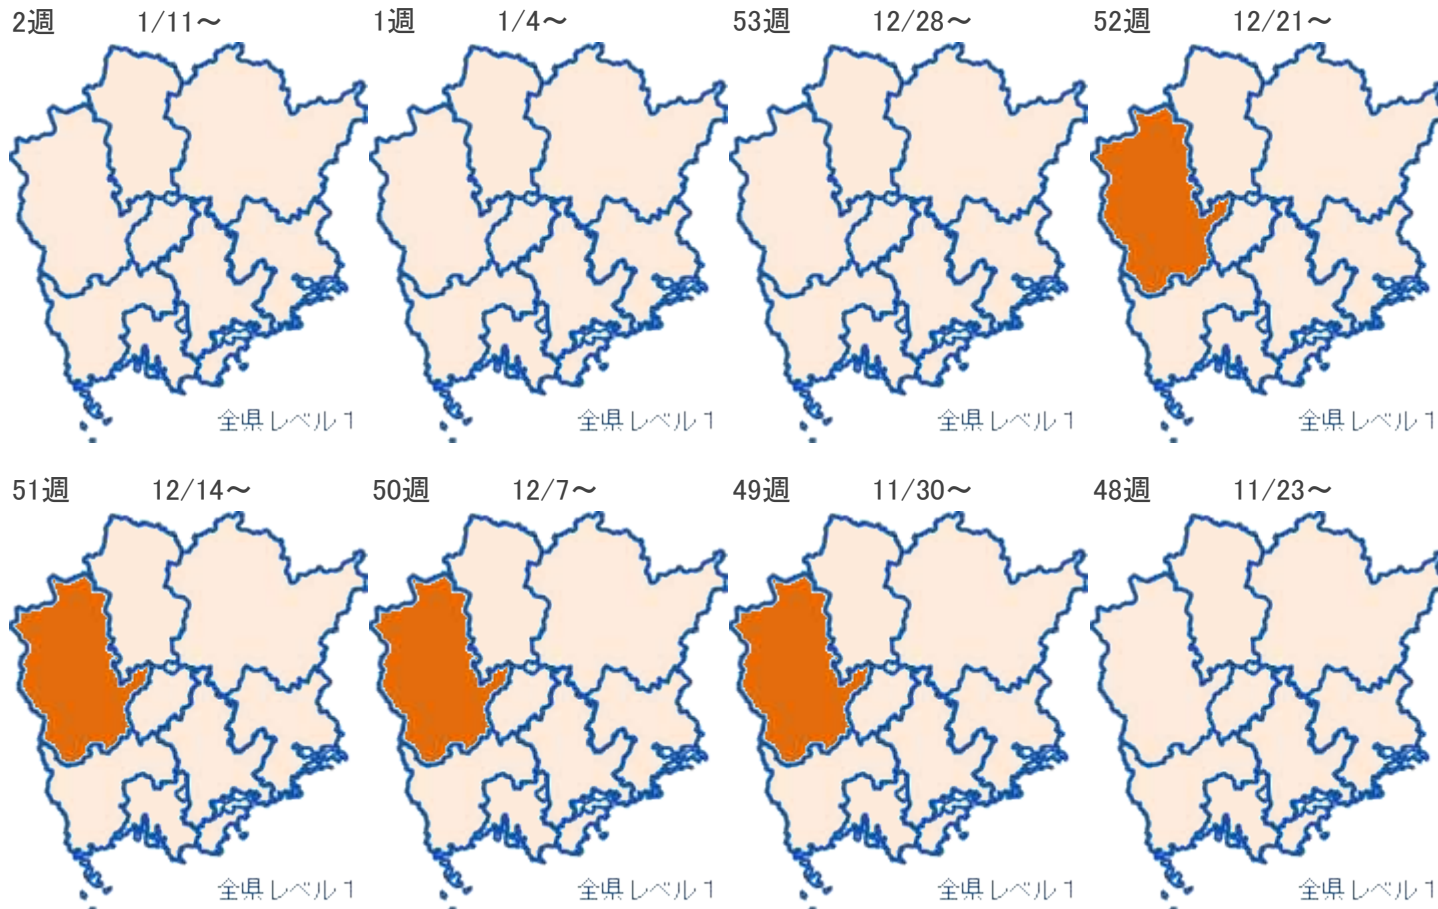 2週 1/11～
1週 1/4～
53週 12/28～
52週 12/21～
全県レベル1
全県レベル1
全県レベル1
全県レベル1
51週 12/14～
50週 12/7～
49週 11/30～
48週 11/23～
全県レベル1
全県レベル1
全県レベル1
全県レベル1